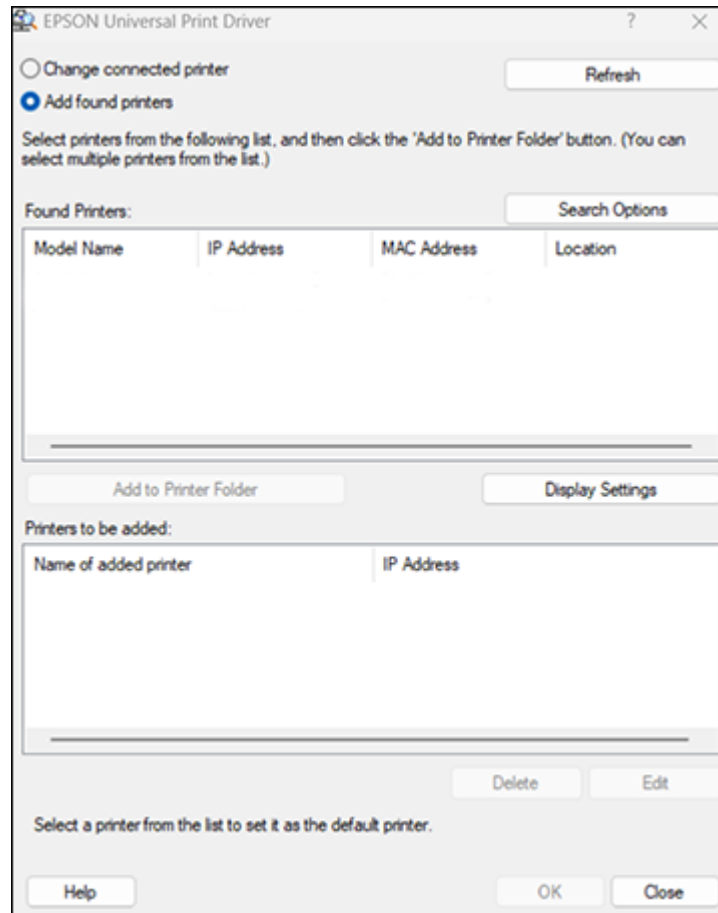 EPSON Universal Print Driver ?
Change connected printer
Refresh
Add found printers
Select printers from the following list, and then click the 'Add to Printer Folder' button. (You can
select multiple printers from the list.)
Found Printers:
Search Options
Model Name IP Address MAC Address Location
Add to Printer Folder Display Settings
Printers to be added:
Name of added printer IP Address
Delete Edit
Select a printer from the list to set it as the default printer.
Help OK Close